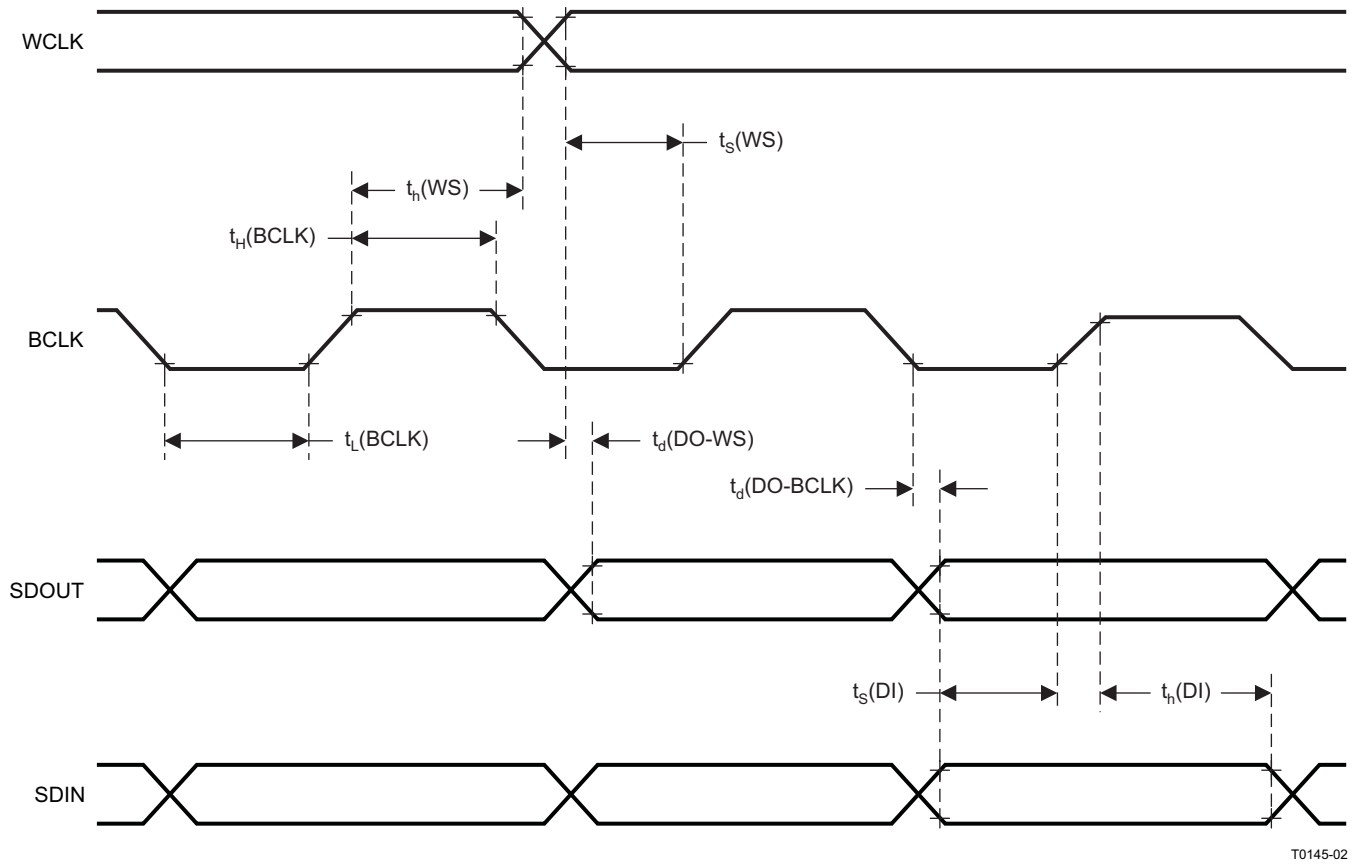 WCLK
tS(WS)
th(WS)
tH(BCLK)
BCLK
tL(BCLK)
td(DO-WS)
td(DO-BCLK)
SDOUT
tS(DI)
th(DI)
SDIN
T0145-02